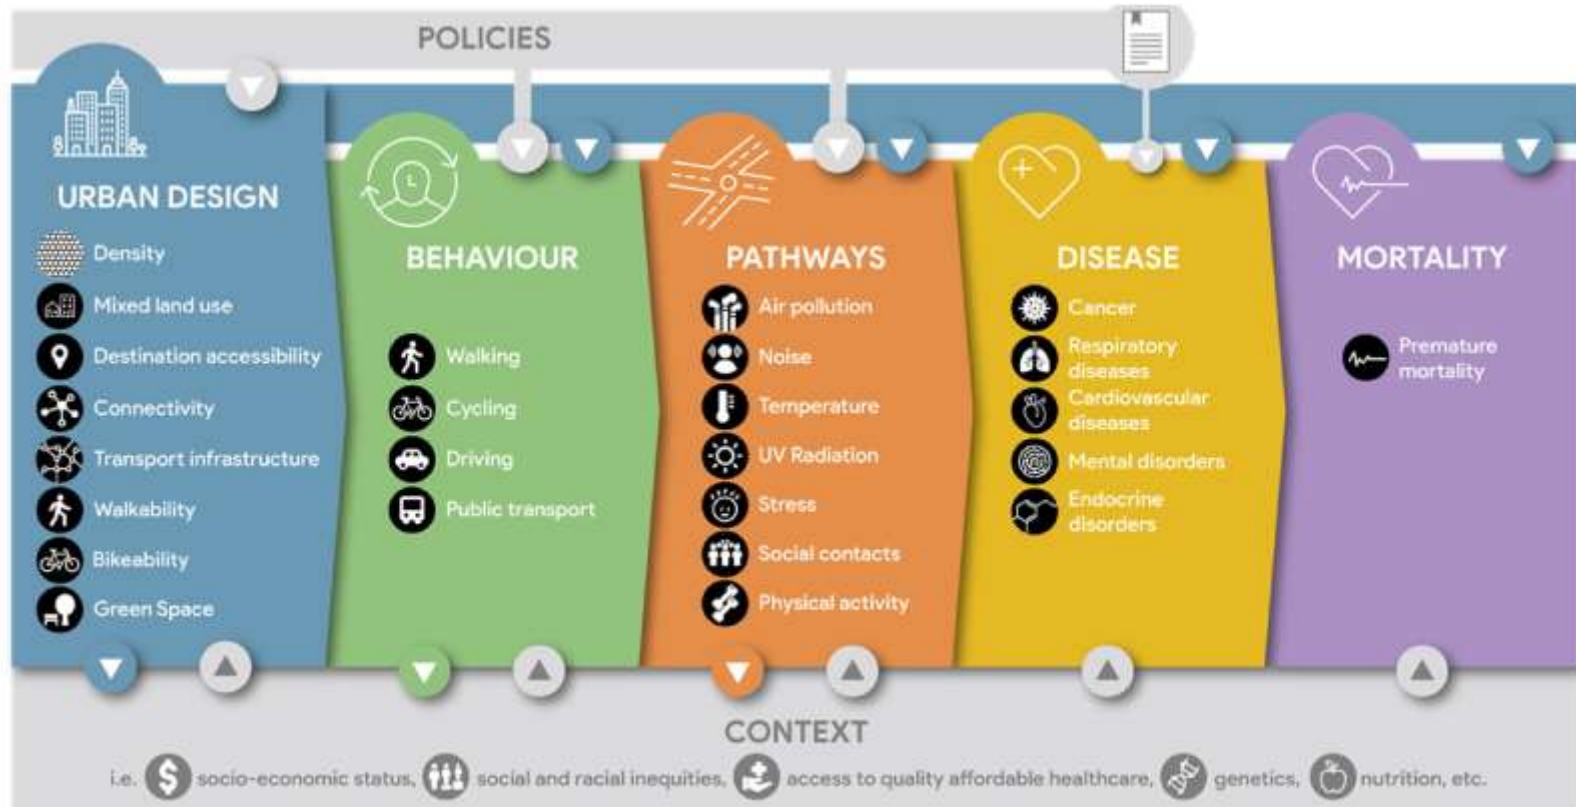 POLICIES
URBAN DESIGN
Density
Mixed land use
Destination accessibility
Connectivity
Transport infrastructure
Walkability
Bikeability
Green Space
BEHAVIOUR
Walking
Cycling
Driving
Public transport
PATHWAYS
Air pollution
Noise
Temperature
UV Radiation
Stress
Social contacts
Physical activity
DISEASE
Cancer
Respiratory
diseases
Cardiovascular
diseases
Mental disorders
Endocrine
disorders
MORTALITY
Premature
mortality
CONTEXT
i.e. $ socio-economic status, social and racial inequities, access to quality affordable healthcare, genetics, nutrition, etc.